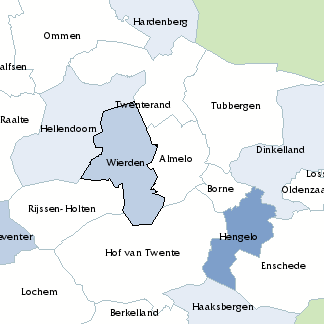 Hardenberg
Ommen
alfsen
Twenterand
Tubbergen
Raalte
Hellendoorn
Dinkelland
Almelo
Wierden
Loss
Borne
Oldenzaa
Rijssen-Holten
eventer
Hengelo
Hof van Twente
Enschede
Lochem
Haaksbergen
Berkelland